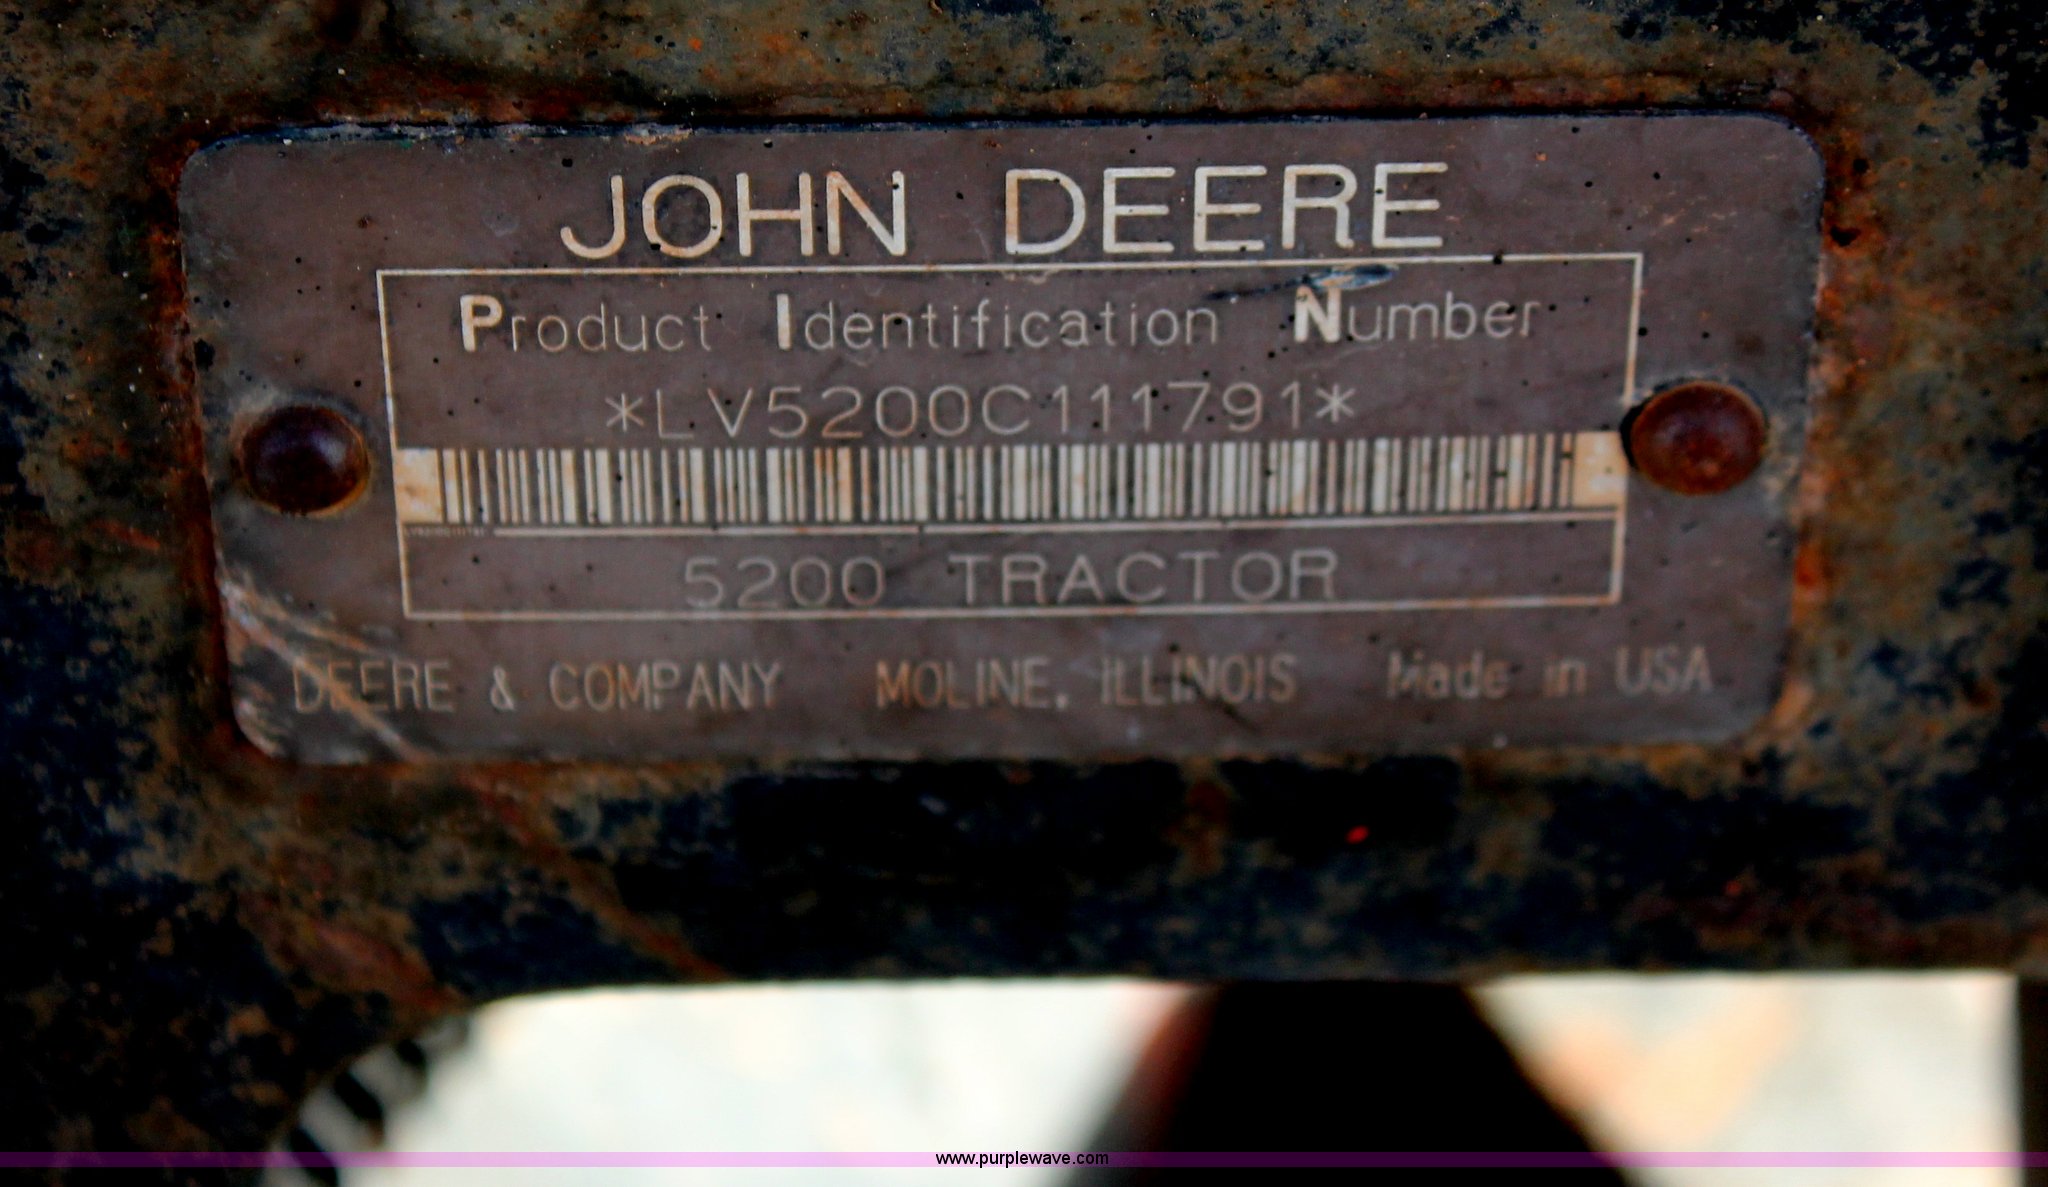 JOHN DEERE
Product Identification Number
*LV5200C111791*
5200 TRACTOR
DEERE & COMPANY MOLINE, ILLINOIS Made in USA
www.purplewave.com